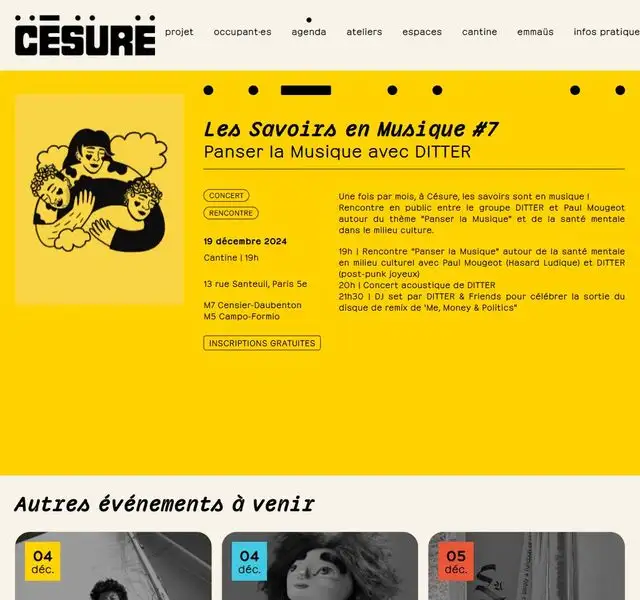 CÉSURE
projet occupant·es agenda ateliers espaces cantine emmaüs infos pratique
Les Savoirs en Musique #7
Panser la Musique avec DITTER
CONCERT
RENCONTRE
19 décembre 2024
Cantine | 19h
13 rue Santeuil, Paris 5e
M7 Censier-Daubenton
M5 Campo-Formio
INSCRIPTIONS GRATUITES
Une fois par mois, à Césure, les savoirs sont en musique !
Rencontre en public entre le groupe DITTER et Paul Mougeot
autour du thème "Panser la Musique" et de la santé mentale
dans le milieu culturel.
19h | Rencontre "Panser la Musique" autour de la santé mentale
en milieu culturel avec Paul Mougeot (Hasard Ludique) et DITTER
(post-punk joyeux)
20h | Concert acoustique de DITTER
21h30 | DJ set par DITTER & Friends pour célébrer la sortie du
disque de remix de 'Me, Money & Politics"
Autres événements à venir
04
déc.
04
déc.
05
déc.